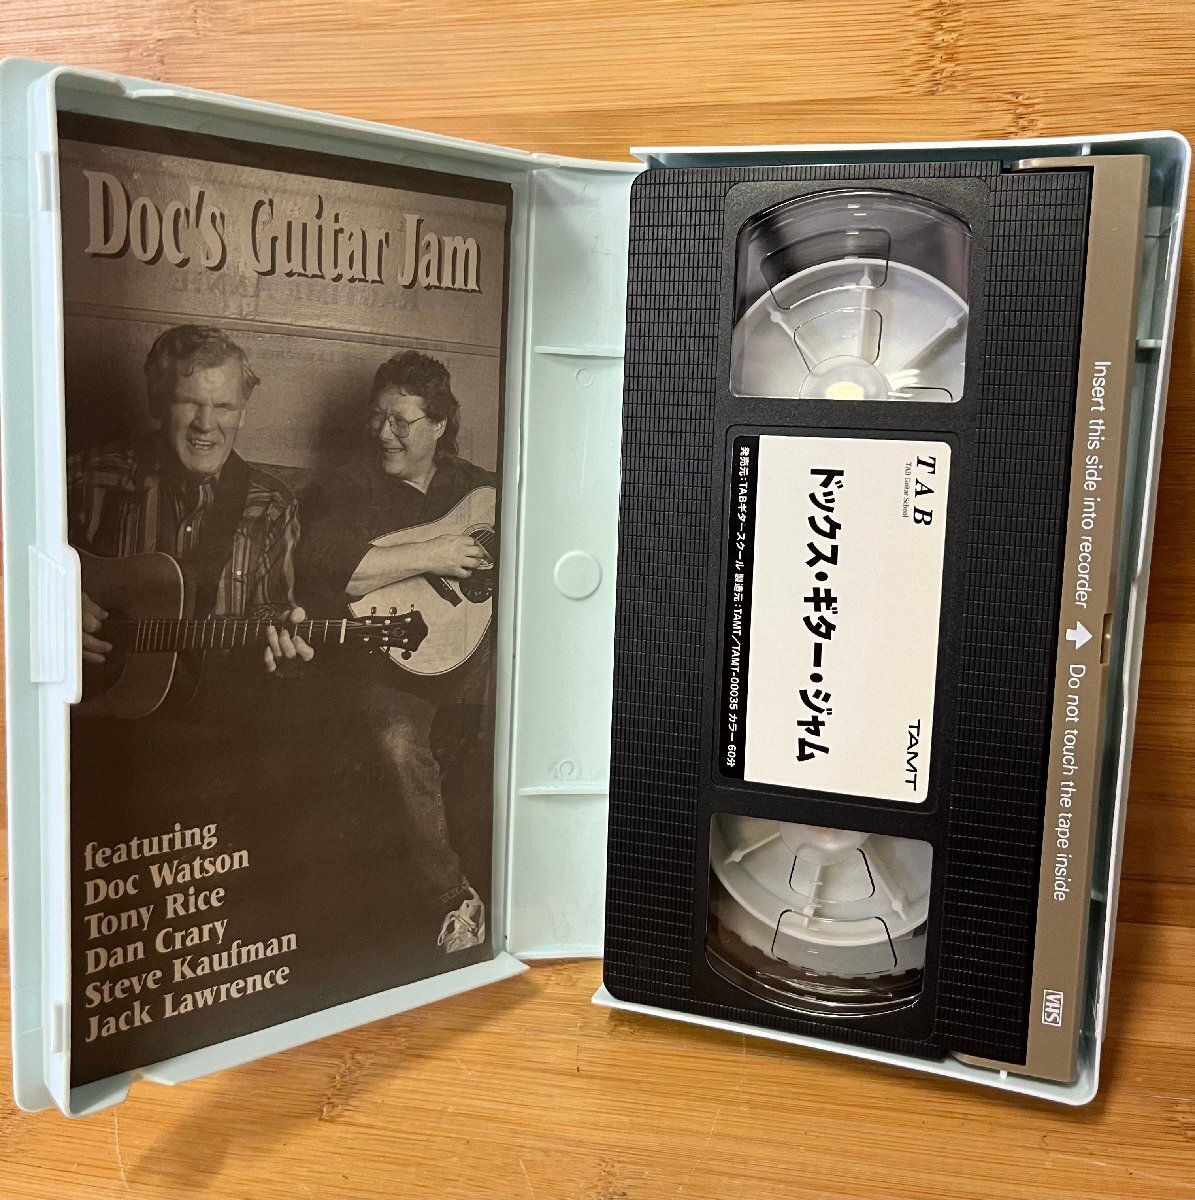 Doc's Guitar Jam
featuring
Doc Watson
Tony Rice
Dan Crary
Steve Kaufman
Jack Lawrence
TAB
TAB Guitar School
ドックス・ギター・ジャム
TAMT
発売元:TABギタースクール 製造元:TAMT/TAMT-00035 カラー 60分
Insert this side into recorder ⬆ Do not touch the tape inside
VHS